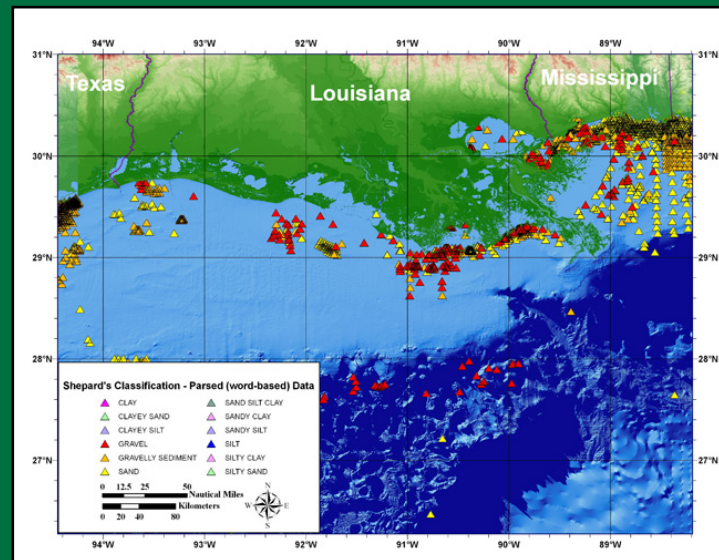 94°W 93°W 92°W 91°W 90°W 89°W
31°N 31°N
Texas Louisiana Mississippi
30°N 30°N
29°N 29°N
28°N 28°N
27°N 27°N
Shepard's Classification - Parsed (word-based) Data
CLAY SAND SILT CLAY
CLAYEY SAND SANDY CLAY
CLAYEY SILT SANDY SILT
GRAVEL SILT
GRAVELLY SEDIMENT SILTY CLAY
SAND SILTY SAND
0 12.5 25 50
Nautical Miles
Kilometers
0 20 40 80
N
W E
S
94°W 93°W 92°W 91°W 90°W 89°W